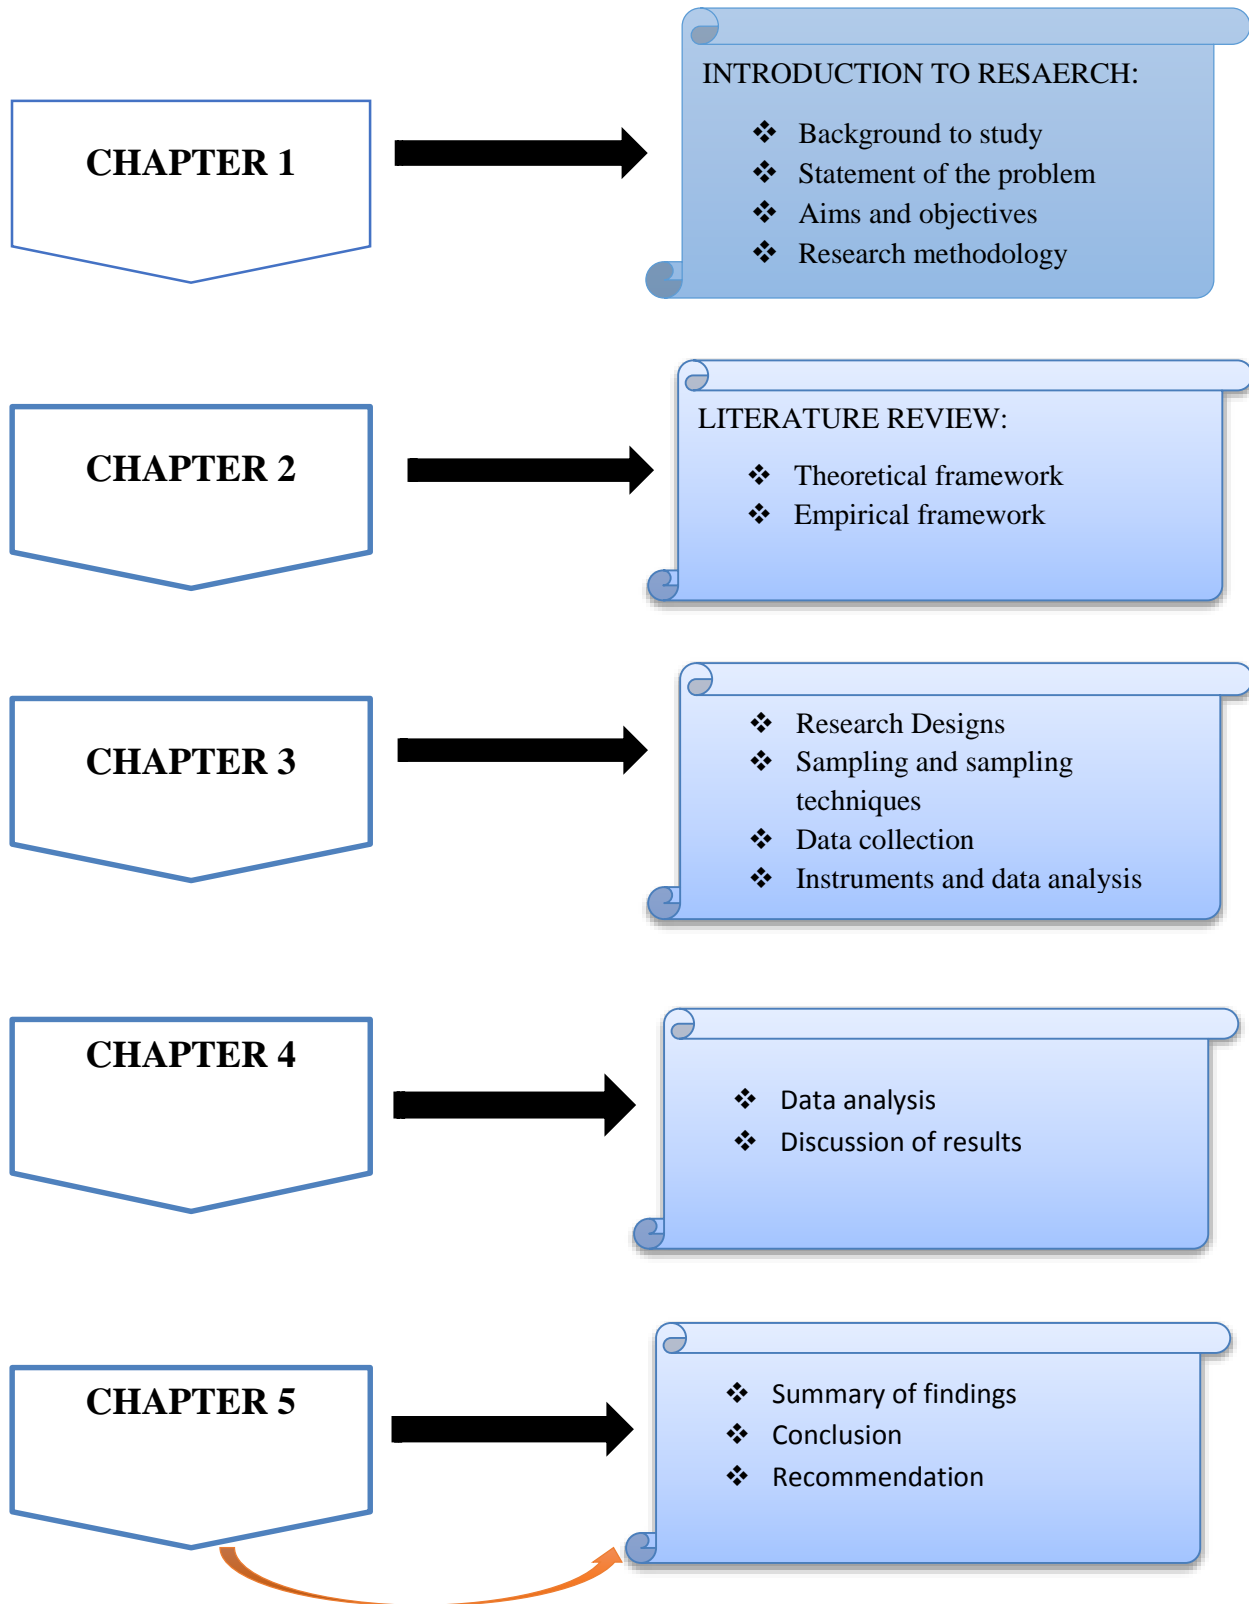 CHAPTER 1
INTRODUCTION TO RESAERCH:
❖ Background to study
❖ Statement of the problem
❖ Aims and objectives
❖ Research methodology
CHAPTER 2
LITERATURE REVIEW:
❖ Theoretical framework
❖ Empirical framework
CHAPTER 3
❖ Research Designs
❖ Sampling and sampling
techniques
❖ Data collection
❖ Instruments and data analysis
CHAPTER 4
❖ Data analysis
❖ Discussion of results
CHAPTER 5
❖ Summary of findings
❖ Conclusion
❖ Recommendation